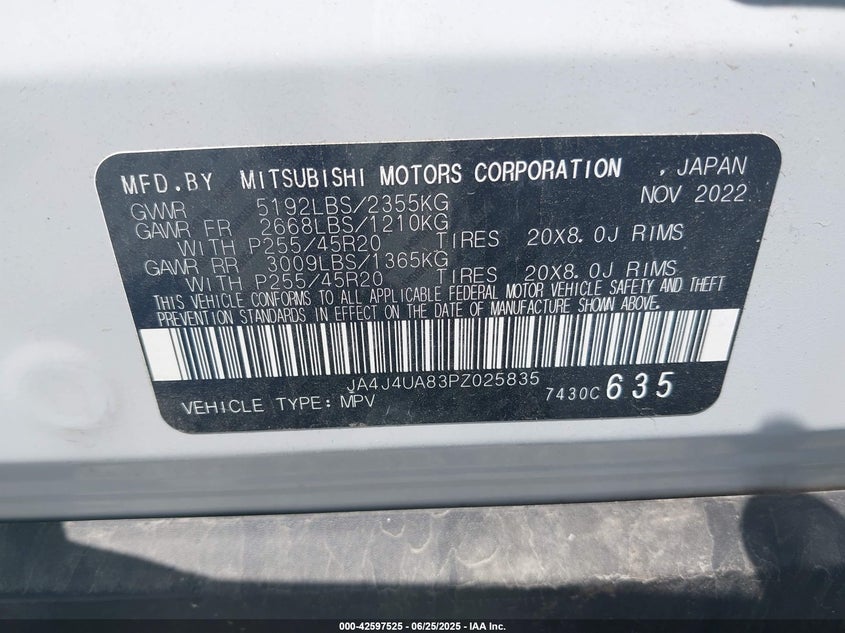 MFD.BY MITSUBISHI MOTORS CORPORATION , JAPAN
NOV 2022
GVWR 5192LBS/2355KG
GAWR FR 2668LBS/1210KG
WITH P255/45R20 TIRES 20X8.0J RIMS
GAWR RR 3009LBS/1365KG
WITH P255/45R20 TIRES 20X8.0J RIMS
THIS VEHICLE CONFORMS TO ALL APPLICABLE FEDERAL MOTOR VEHICLE SAFETY AND THEFT
PREVENTION STANDARDS IN EFFECT ON THE DATE OF MANUFACTURE SHOWN ABOVE.
JA4J4UA83PZ025835
VEHICLE TYPE: MPV 7430C 635
000-42597525 - 06/25/2025 - IAA Inc.